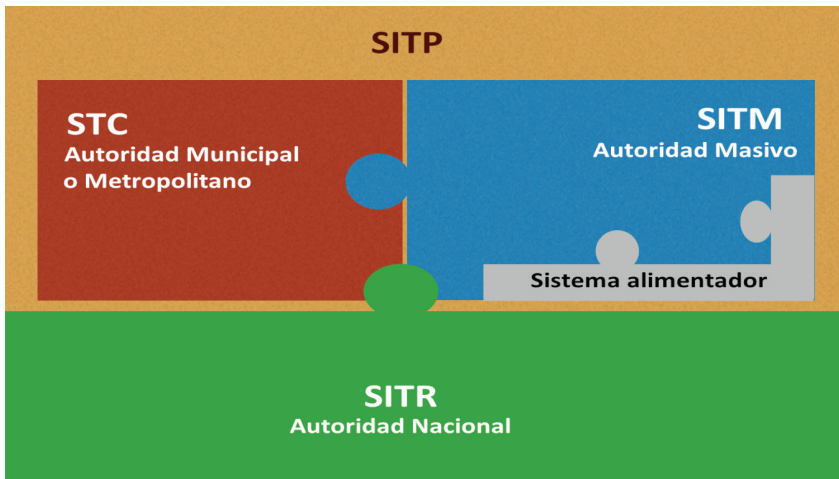 SITP
STC
Autoridad Municipal
o Metropolitano
SITM
Autoridad Masivo
Sistema alimentador
SITR
Autoridad Nacional